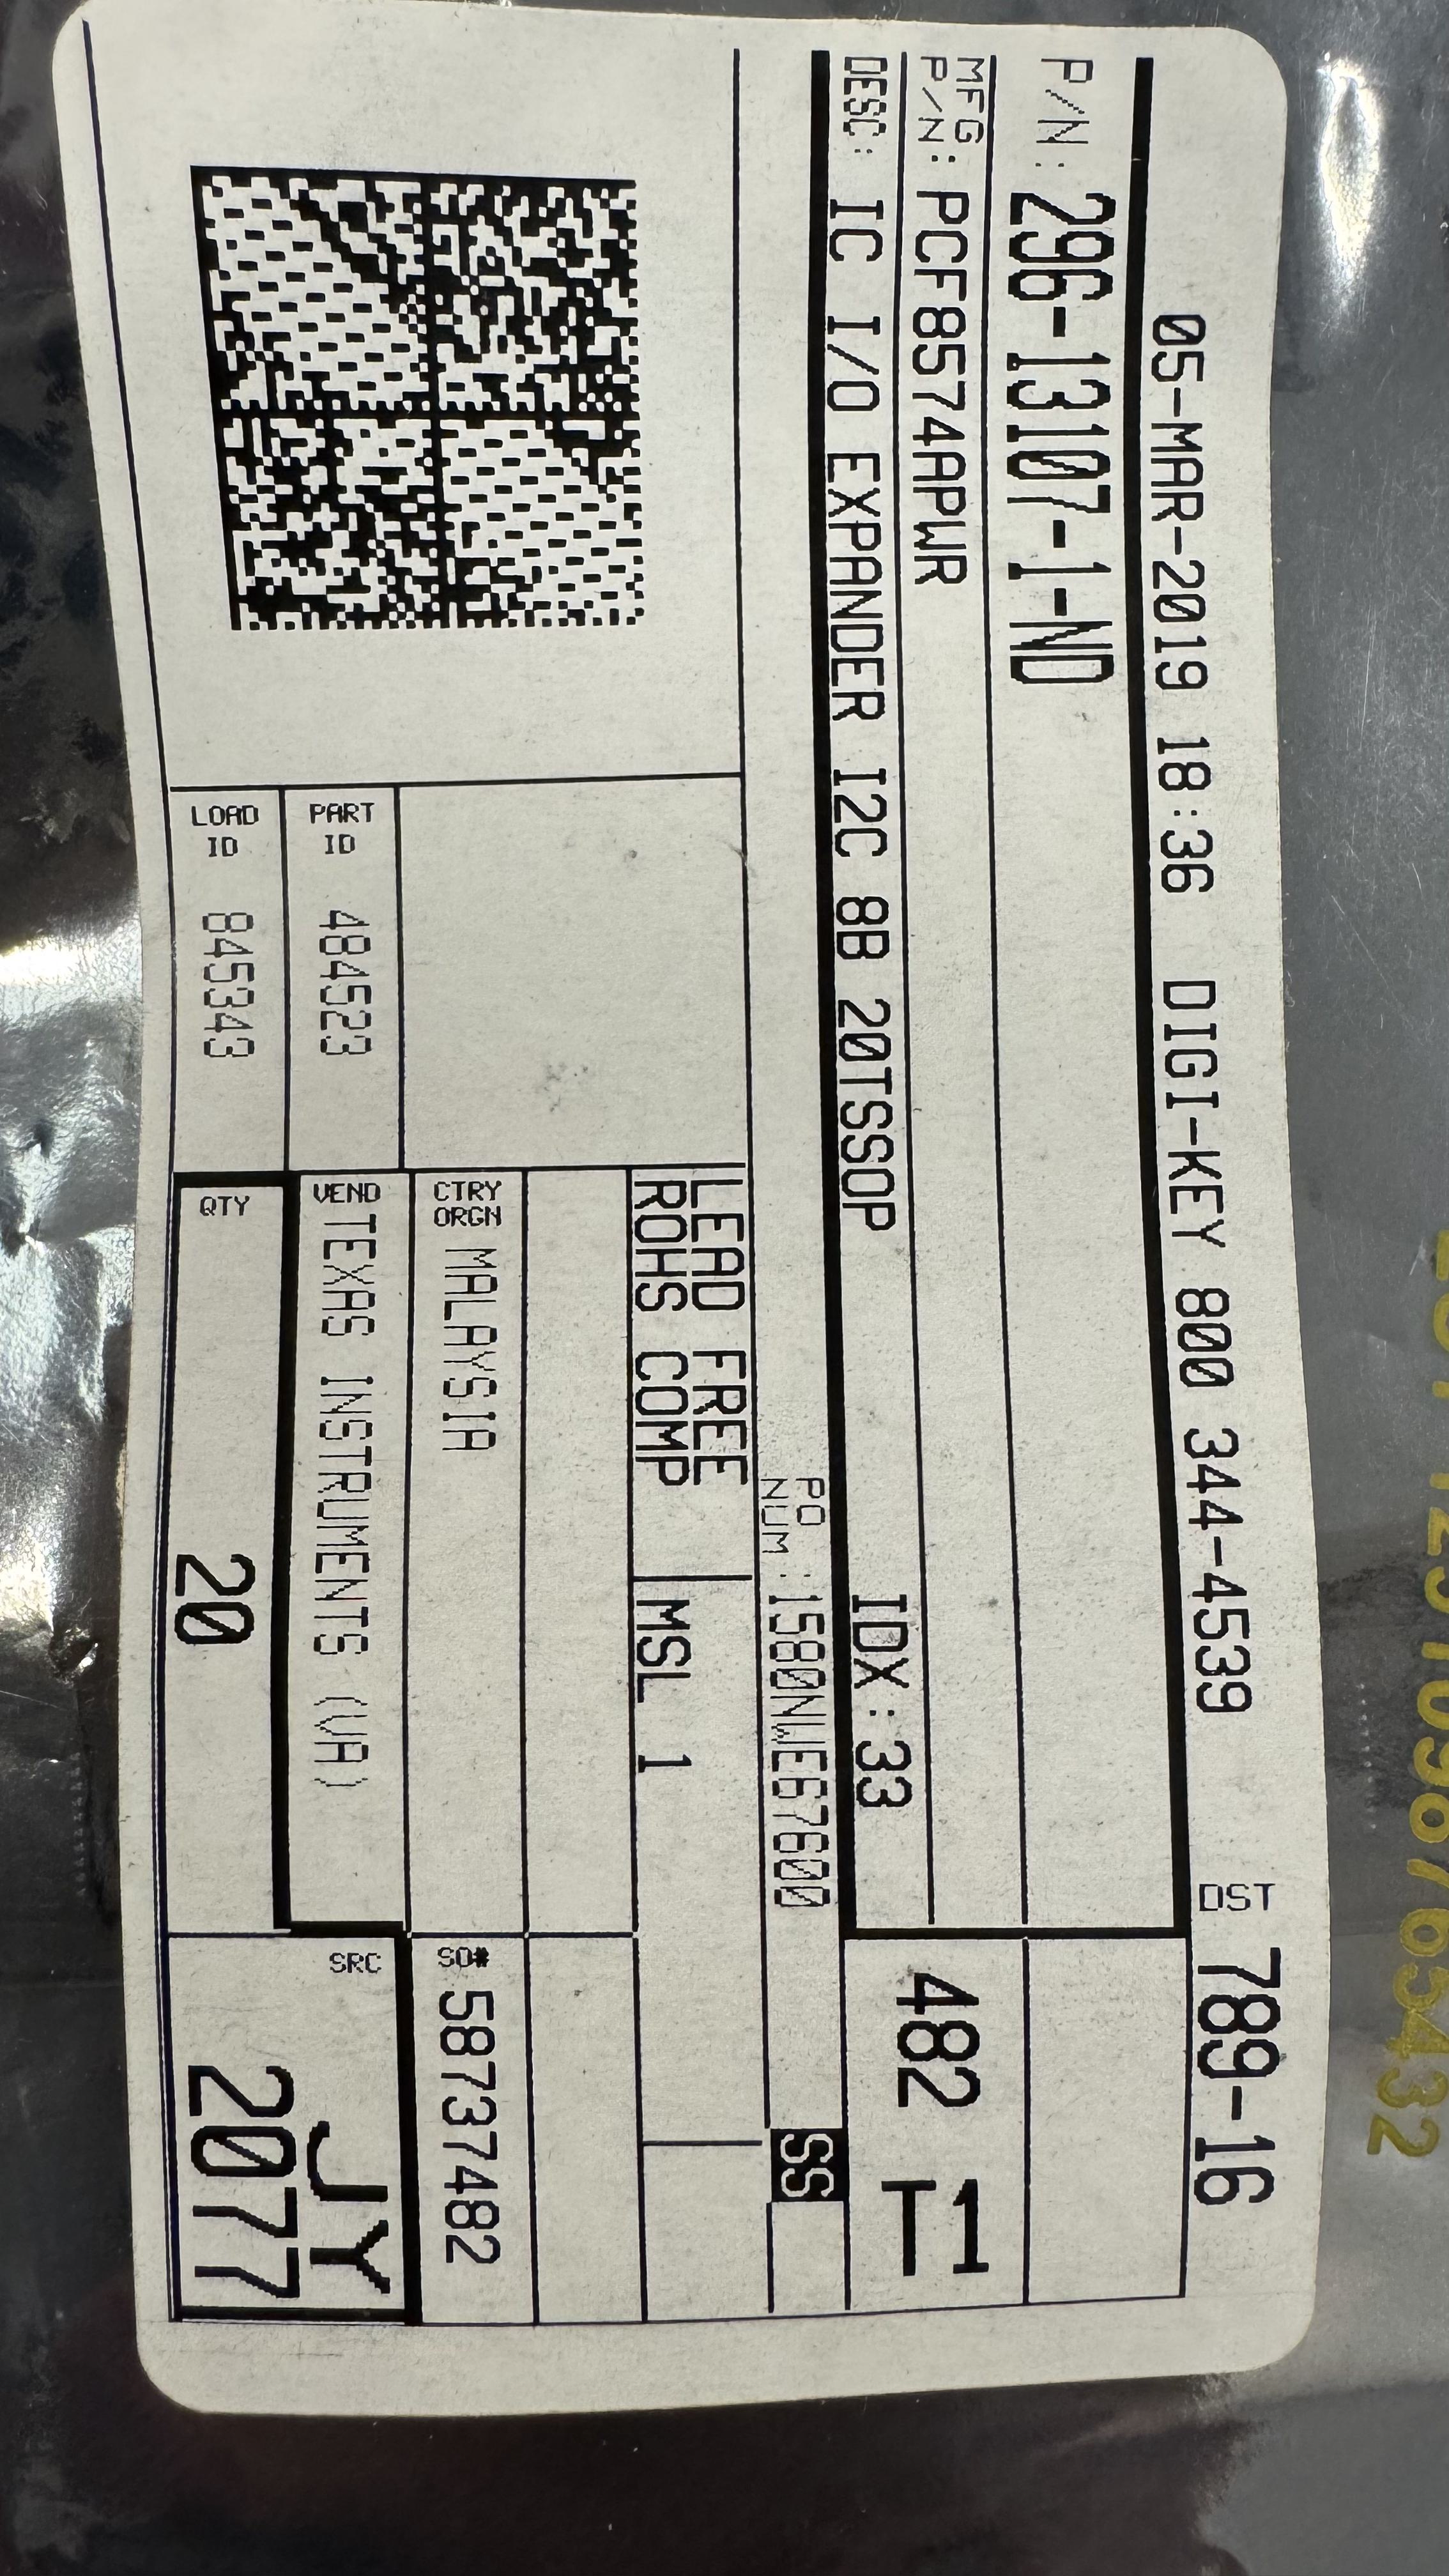 05-MAR-2019 18:36 DIGI-KEY 800 344-4539
DST 789-16
P/N: 296-13107-1-ND
MFG
P/N: PCF8574APWR
482 T1
DESC: IC I/O EXPANDER I2C 8B 20TSSOP
IDX:33
PO
NUM :1580NWE67600
SS
LEAD FREE
ROHS COMP
MSL 1
CTRY
ORGN MALAYSIA
SO# 58737482
PART
ID 484523
VEND TEXAS INSTRUMENTS (VA)
SRC
JY
2077
LOAD
ID 845343
QTY 20